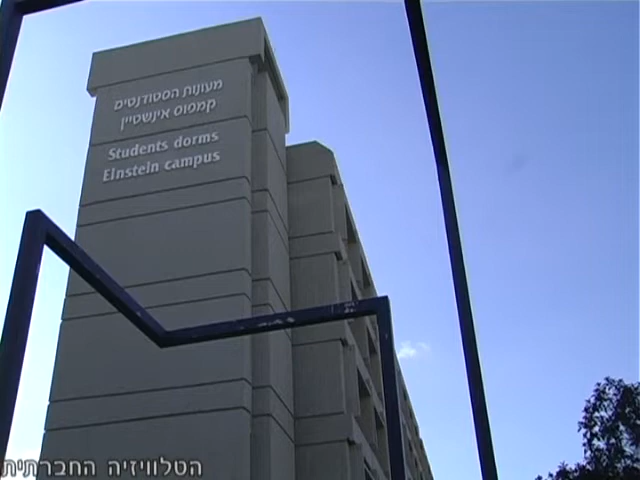 מעונות הסטודנטים
קמפוס אינשטיין
Students dorms
Einstein campus
הטלוויזיה החברתית